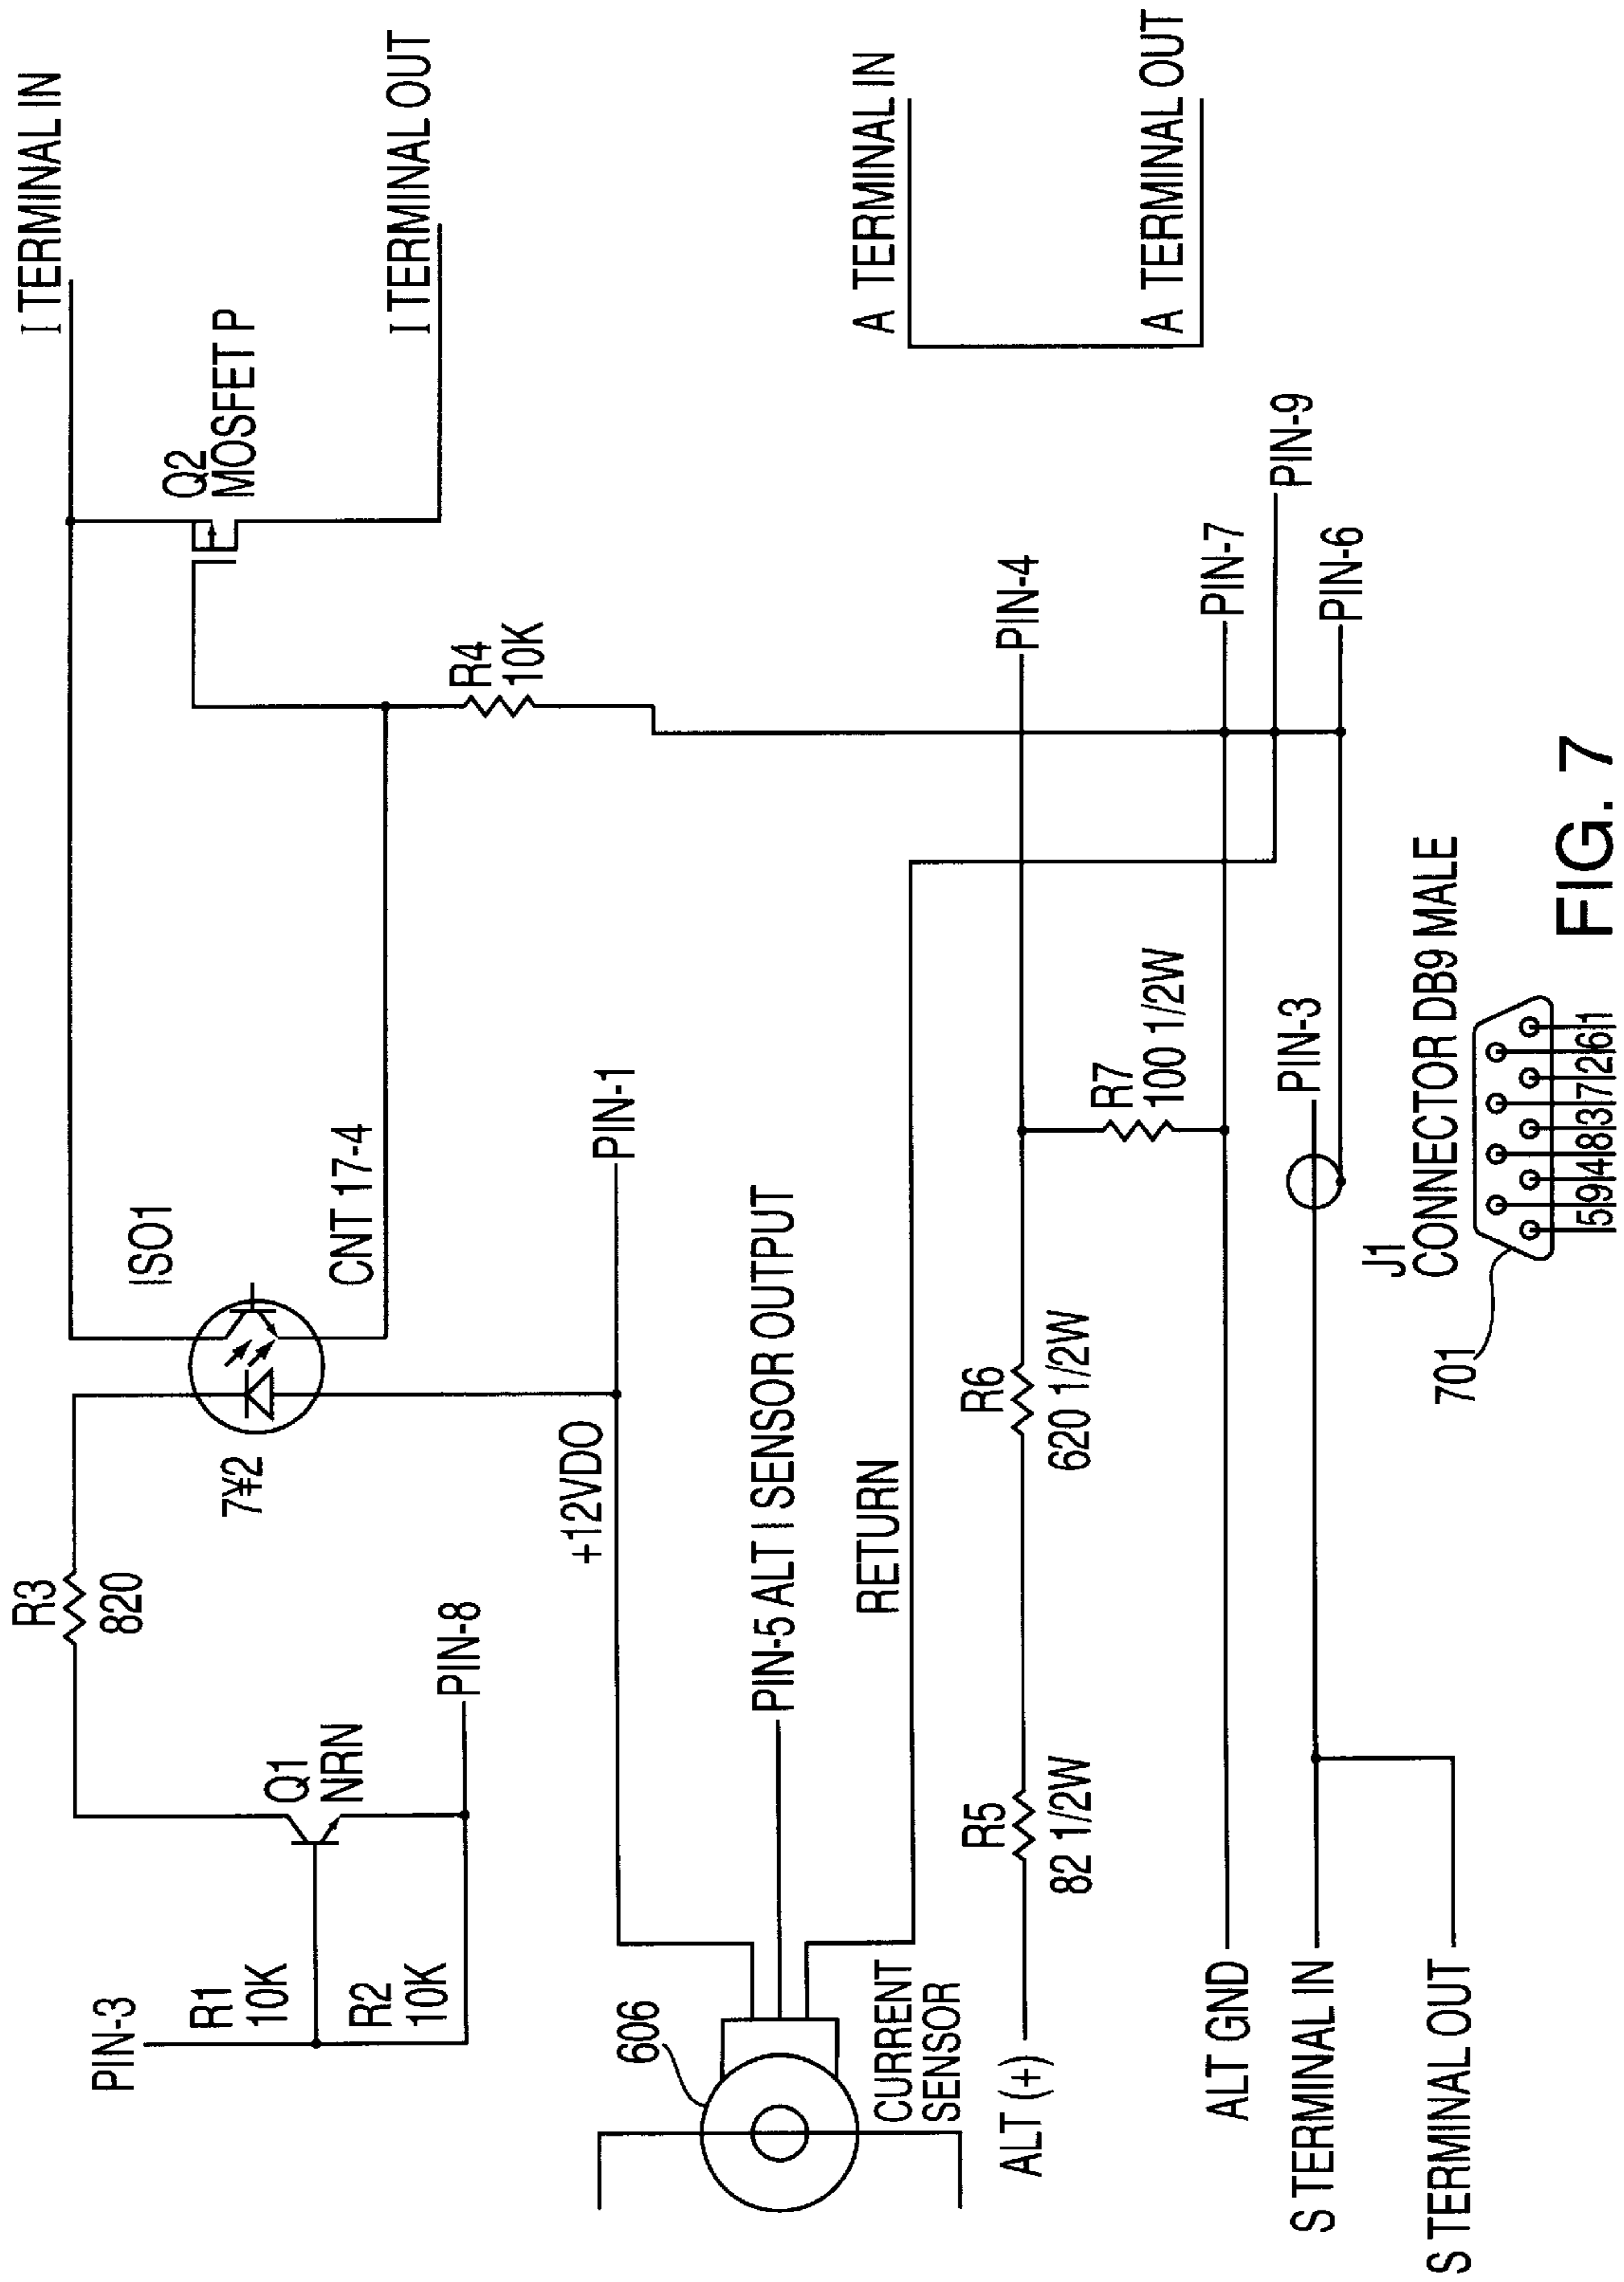 I TERMINAL IN
I TERMINAL OUT
Q2
MOSFET P
R3
820
ISO1
7¥2
CNT 17-4
R4
10K
Q1
NRN
PIN-8
PIN-3
R1
10K
R2
10K
+12VDO
PIN-1
PIN-5 ALT I SENSOR OUTPUT
RETURN
606
CURRENT
SENSOR
A TERMINAL IN
A TERMINAL OUT
ALT (+)
R5
82 1/2W
R6
620 1/2W
R7
100 1/2W
PIN-4
PIN-7
PIN-9
PIN-6
ALT GND
S TERMINAL IN
S TERMINAL OUT
PIN-3
J1
CONNECTOR DB9 MALE
701
5 9 4 8 3 7 2 6 1
FIG. 7